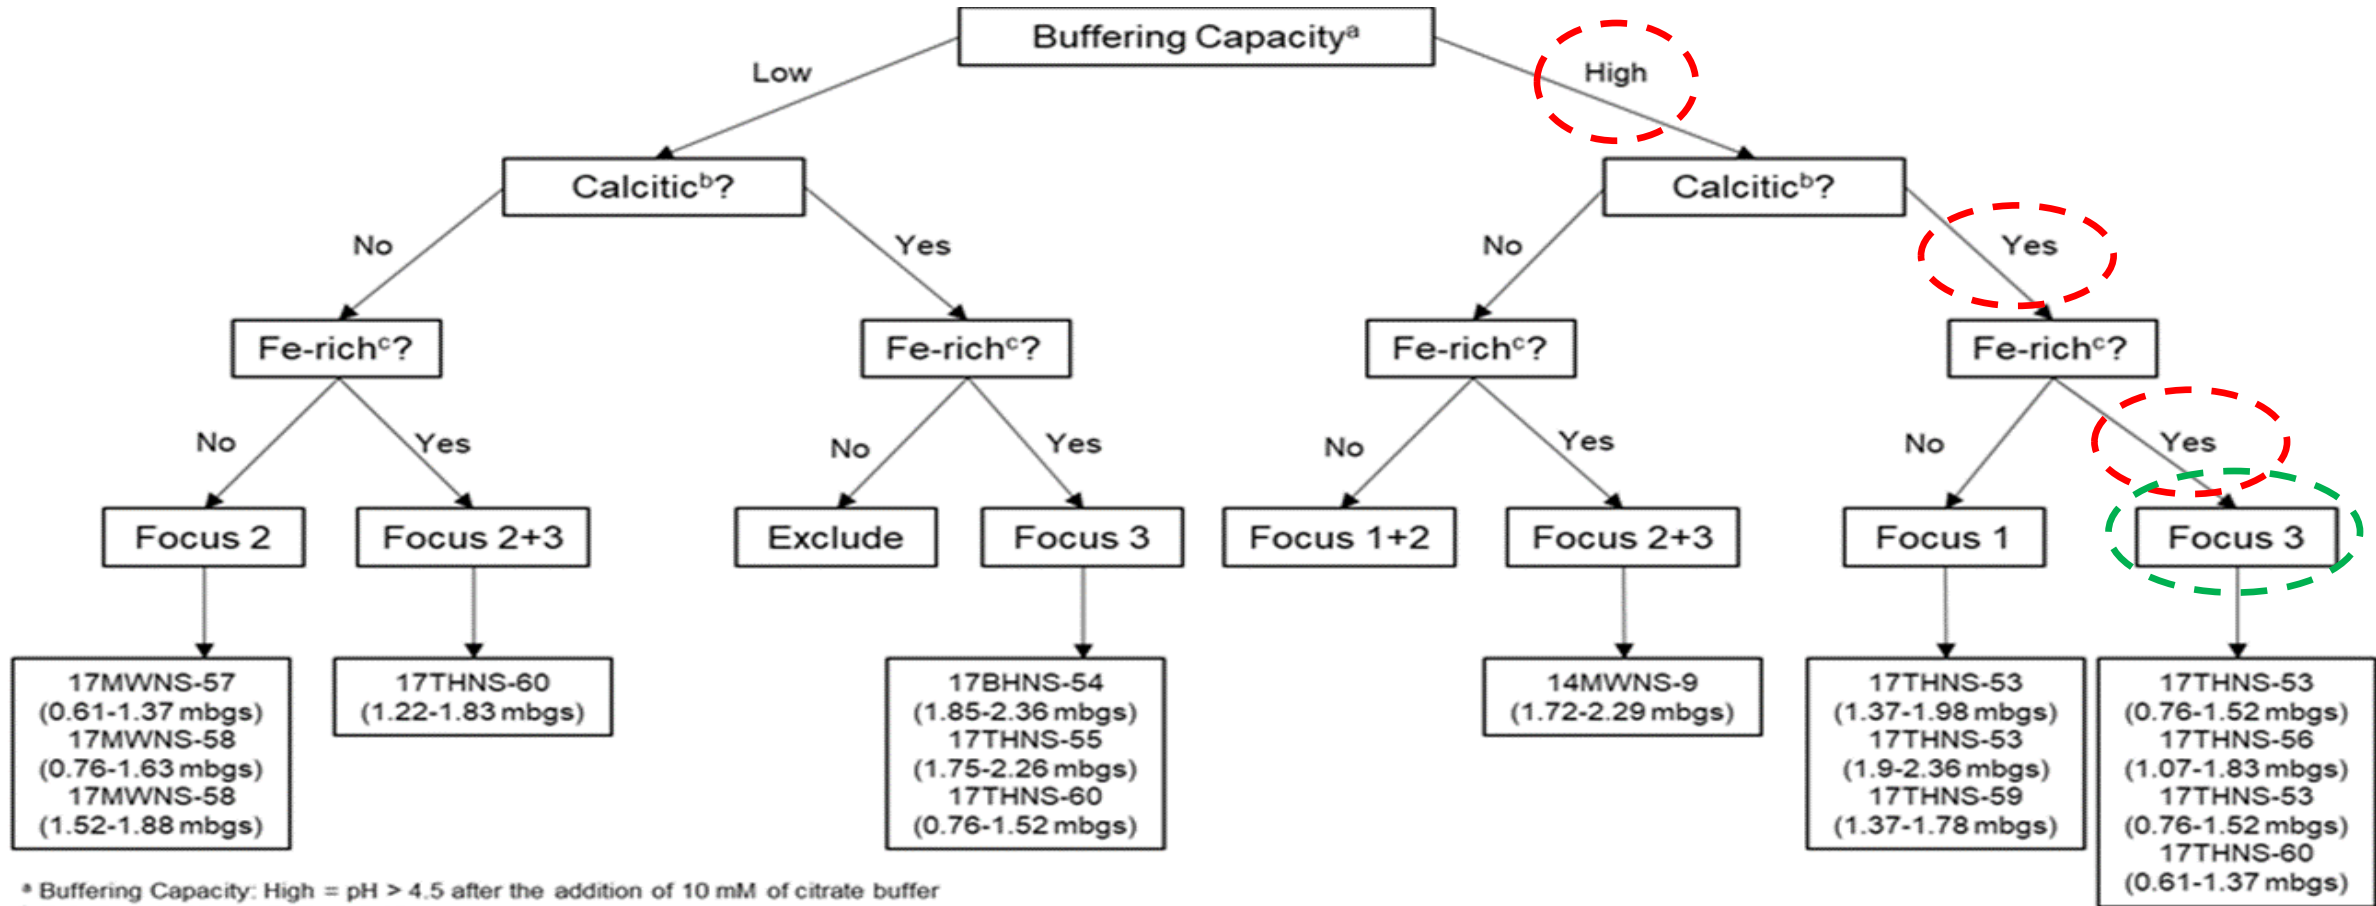 Buffering Capacityᵃ
Low
High
Calciticᵇ?
Calciticᵇ?
No
Yes
No
Yes
Fe-richᶜ?
Fe-richᶜ?
Fe-richᶜ?
Fe-richᶜ?
No
Yes
No
Yes
No
Yes
No
Yes
Focus 2
Focus 2+3
Exclude
Focus 3
Focus 1+2
Focus 2+3
Focus 1
Focus 3
17MWNS-57
(0.61-1.37 mbgs)
17MWNS-58
(0.76-1.63 mbgs)
17MWNS-58
(1.52-1.88 mbgs)
17THNS-60
(1.22-1.83 mbgs)
17BHNS-54
(1.85-2.36 mbgs)
17THNS-55
(1.75-2.26 mbgs)
17THNS-60
(0.76-1.52 mbgs)
14MWNS-9
(1.72-2.29 mbgs)
17THNS-53
(1.37-1.98 mbgs)
17THNS-53
(1.9-2.36 mbgs)
17THNS-59
(1.37-1.78 mbgs)
17THNS-53
(0.76-1.52 mbgs)
17THNS-56
(1.07-1.83 mbgs)
17THNS-53
(0.76-1.52 mbgs)
17THNS-60
(0.61-1.37 mbgs)
ᵃ Buffering Capacity: High = pH > 4.5 after the addition of 10 mM of citrate buffer